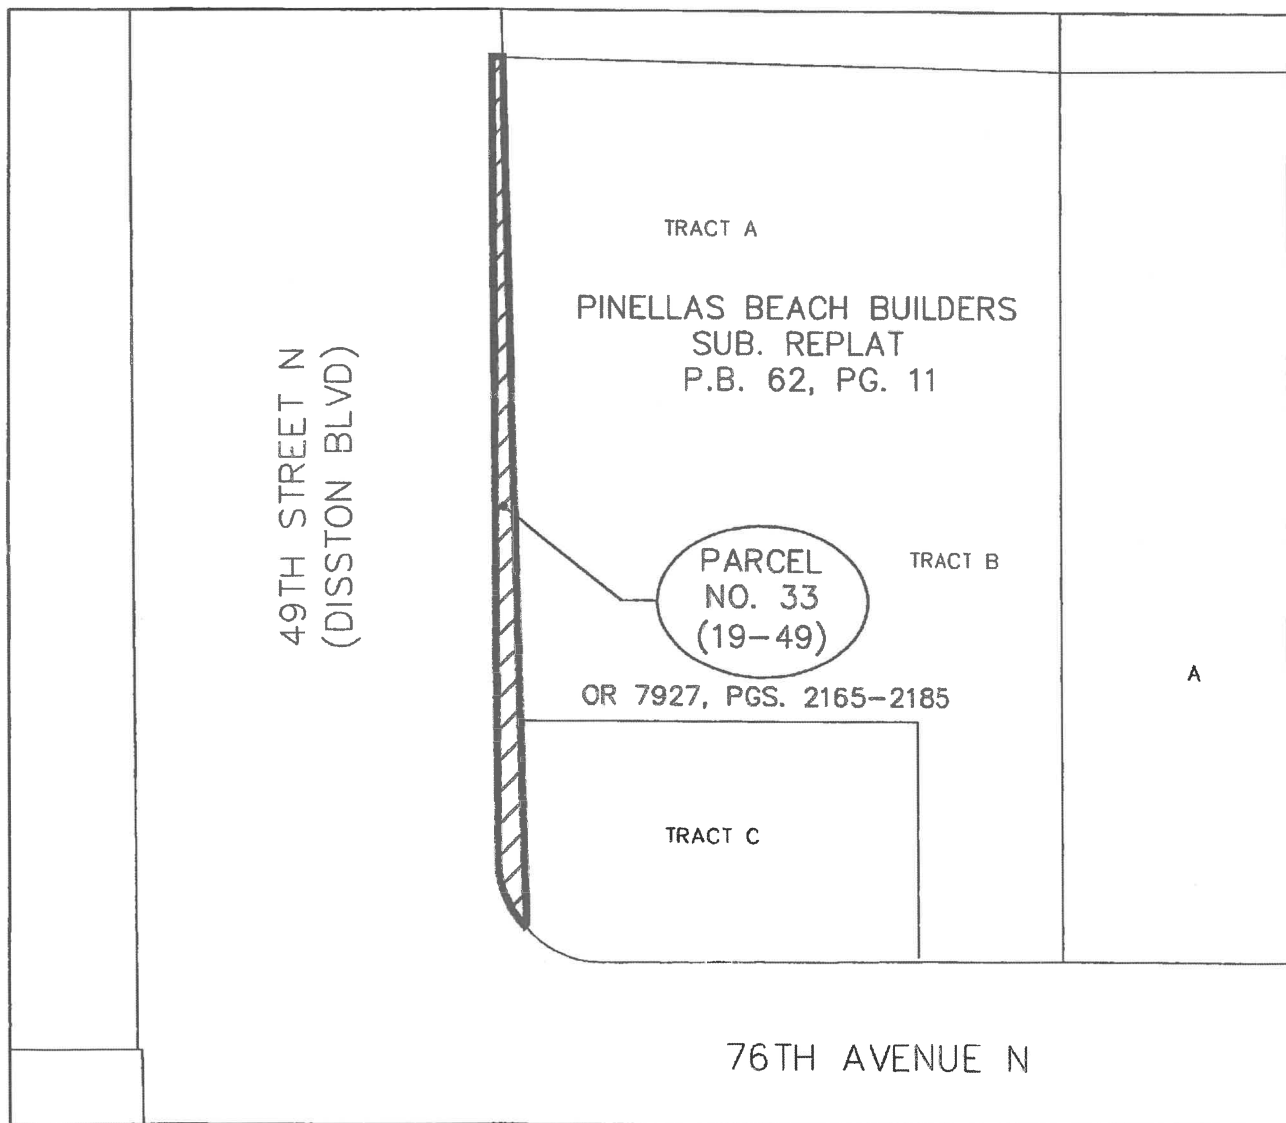 TRACT A
PINELLAS BEACH BUILDERS
SUB. REPLAT
P.B. 62, PG. 11
49TH STREET N
(DISSTON BLVD)
PARCEL
NO. 33
(19-49)
TRACT B
OR 7927, PGS. 2165-2185
A
TRACT C
76TH AVENUE N